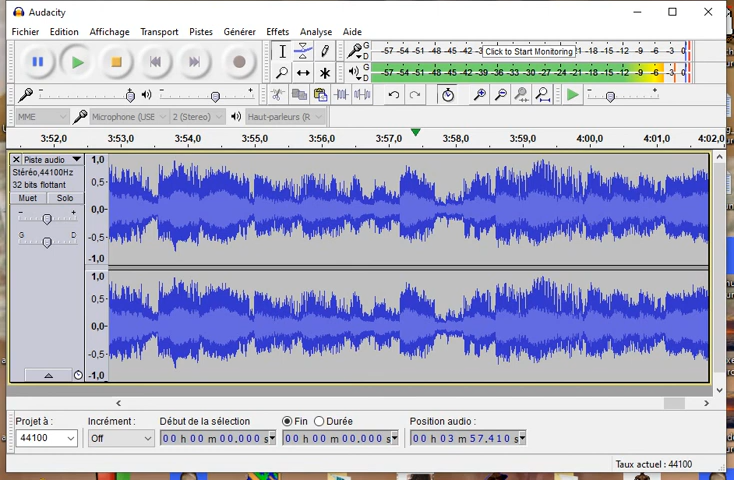 Audacity
Fichier Edition Affichage Transport Pistes Générer Effets Analyse Aide
G D -57 -54 -51 -48 -45 -42 -3 Click to Start Monitoring -18 -15 -12 -9 -6 -3 0
G D -57 -54 -51 -48 -45 -42 -39 -36 -33 -30 -27 -24 -21 -18 -15 -12 -9 -6 -3 0
MME Microphone (USE 2 (Stereo) Haut-parleurs (R
3:52,0 3:53,0 3:54,0 3:55,0 3:56,0 3:57,0 3:58,0 3:59,0 4:00,0 4:01,0 4:02,0
Piste audio
Stéréo,44100Hz
32 bits flottant
Muet Solo
- +
G D
1,0
0,5
0,0
-0,5
-1,0
1,0
0,5
0,0
-0,5
-1,0
Projet à : Incrément: Début de la sélection Fin Durée Position audio :
44100 Off 00 h 00 m 00.000 s 00 h 00 m 00.000 s 00 h 03 m 57.410 s
Taux actuel : 44100